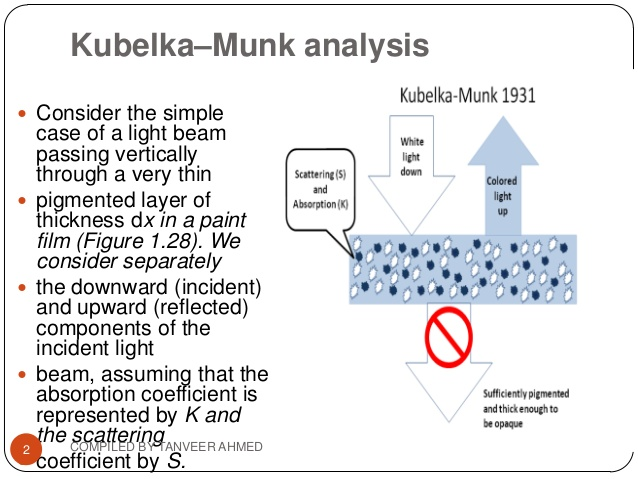 Kubelka–Munk analysis
Consider the simple
case of a light beam
passing vertically
through a very thin
pigmented layer of
thickness dx in a paint
film (Figure 1.28). We
consider separately
the downward (incident)
and upward (reflected)
components of the
incident light
beam, assuming that the
absorption coefficient is
represented by K and
the scattering
coefficient by S.
Kubelka-Munk 1931
White
light
down
Colored
light
up
Scattering (S)
and
Absorption (K)
Sufficiently pigmented
and thick enough to
be opaque
2
COMPILED BY TANVEER AHMED